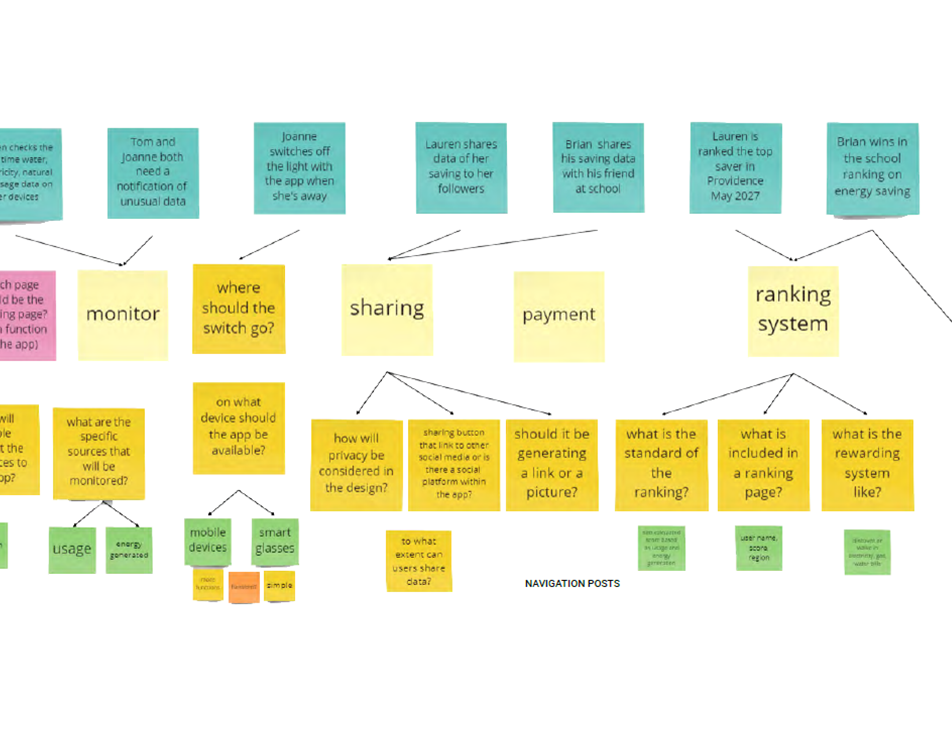 n checks the
time water,
ricity, natural
sage data on
er devices
Tom and
Joanne both
need a
notification of
unusual data
Joanne
switches off
the light with
the app when
she's away
Lauren shares
data of her
saving to her
followers
Brian shares
his saving data
with his friend
at school
Lauren is
ranked the top
saver in
Providence
May 2027
Brian wins in
the school
ranking on
energy saving
ch page
ld be the
ing page?
function
he app)
monitor
where
should the
switch go?
sharing
payment
ranking
system
will
t the
ces to
what are the
specific
sources that
will be
monitored?
on what
device should
the app be
available?
how will
privacy be
considered in
the design?
sharing button
that link to other
social media or is
there a social
platform within
the app?
should it be
generating
a link or a
picture?
what is the
standard of
the
ranking?
what is
included in
a ranking
page?
what is the
rewarding
system
like?
usage
energy
generated
mobile
devices
smart
glasses
simple
to what
extent can
users share
data?
user name,
score
region
NAVIGATION POSTS